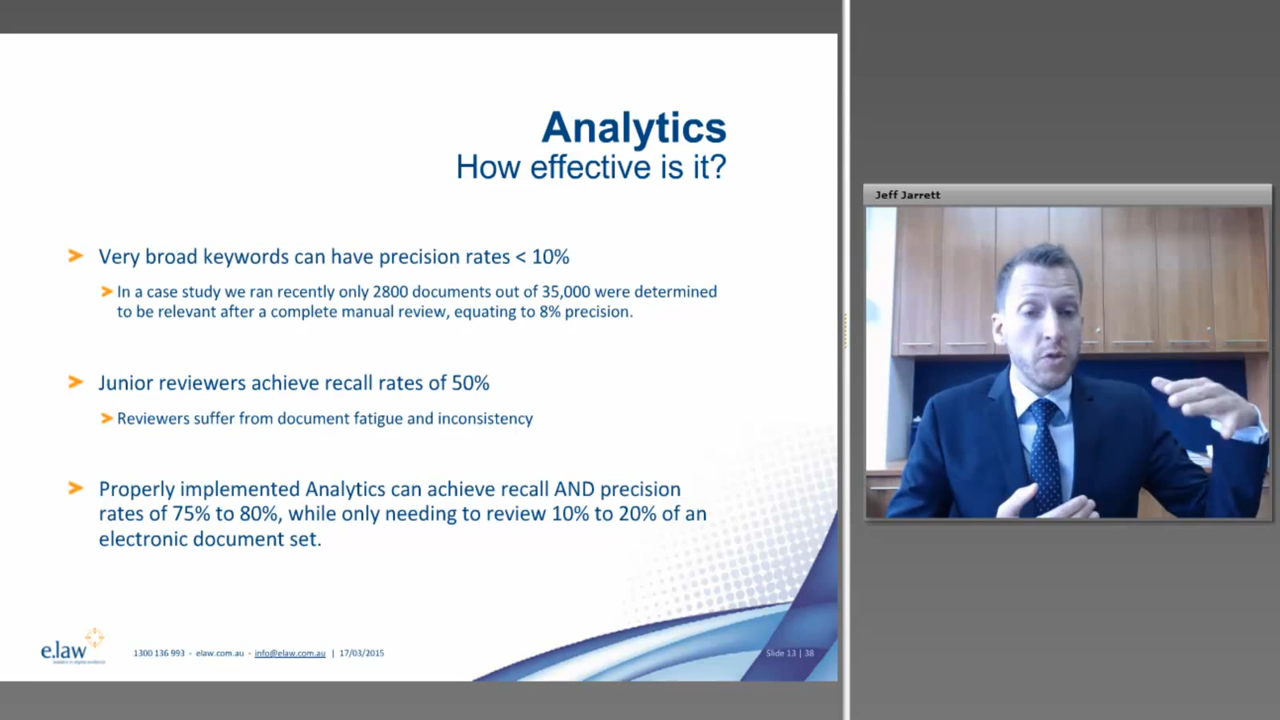 Analytics
How effective is it?
Very broad keywords can have precision rates < 10%
In a case study we ran recently only 2800 documents out of 35,000 were determined
to be relevant after a complete manual review, equating to 8% precision.
Junior reviewers achieve recall rates of 50%
Reviewers suffer from document fatigue and inconsistency
Properly implemented Analytics can achieve recall AND precision
rates of 75% to 80%, while only needing to review 10% to 20% of an
electronic document set.
e.law
leaders in digital evidence
1300 136 993 - elaw.com.au - info@elaw.com.au | 17/03/2015
Slide 13 | 38
Jeff Jarrett